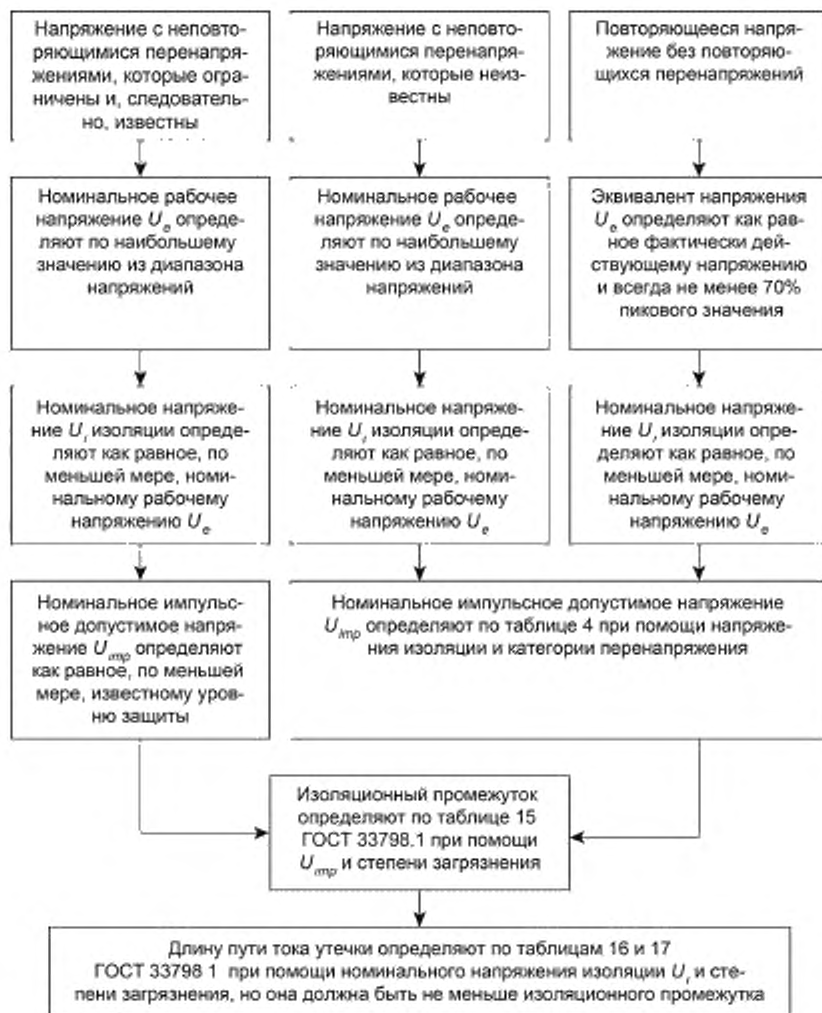 Напряжение с неповто-
ряющимися перенапря-
жениями, которые огра-
ничены и, следователь-
но, известны
Напряжение с неповто-
ряющимися перенапря-
жениями, которые неиз-
вестны
Повторяющееся напря-
жение без повторяю-
щихся перенапряжений
Номинальное рабочее
напряжение Ue опреде-
ляют по наибольшему
значению из диапазона
напряжений
Номинальное рабочее
напряжение Ue опреде-
ляют по наибольшему
значению из диапазона
напряжений
Эквивалент напряжения
Ue определяют как рав-
ное фактически дей-
ствующему напряжению
и всегда не менее 70%
пикового значения
Номинальное напряже-
ние Ui изоляции опреде-
ляют как равное, по
меньшей мере, номи-
нальному рабочему
напряжению Ue
Номинальное напряже-
ние Ui изоляции опре-
деляют как равное, по
меньшей мере, номи-
нальному рабочему
напряжению Ue
Номинальное напряже-
ние Ui изоляции опре-
деляют как равное, по
меньшей мере, номи-
нальному рабочему
напряжению Ue
Номинальное импульс-
ное допустимое напря-
жение Uimp определяют
как равное, по меньшей
мере, известному уров-
ню защиты
Номинальное импульсное допустимое напряжение
Uimp определяют по таблице 4 при помощи напряже-
ния изоляции и категории перенапряжения
Изоляционный промежуток
определяют по таблице 15
ГОСТ 33798.1 при помощи
Uimp и степени загрязнения
Длину пути тока утечки определяют по таблицам 16 и 17
ГОСТ 33798 1 при помощи номинального напряжения изоляции Ui и сте-
пени загрязнения, но она должна быть не меньше изоляционного промежутка